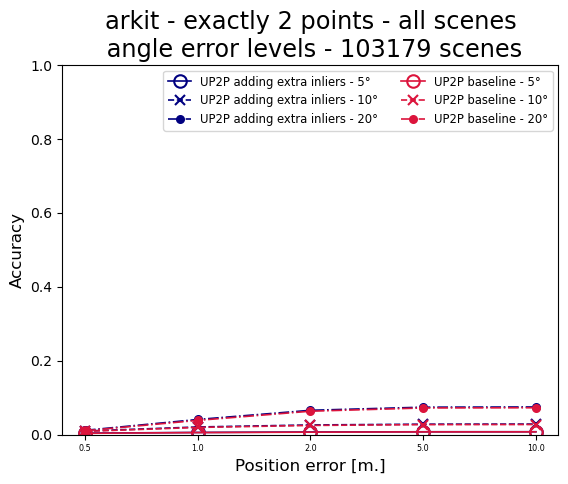 arkit - exactly 2 points - all scenes
angle error levels - 103179 scenes
UP2P adding extra inliers - 5°
UP2P adding extra inliers - 10°
UP2P adding extra inliers - 20°
UP2P baseline - 5°
UP2P baseline - 10°
UP2P baseline - 20°
Accuracy
1.0
0.8
0.6
0.4
0.2
0.0
0.5 1.0 2.0 5.0 10.0
Position error [m.]